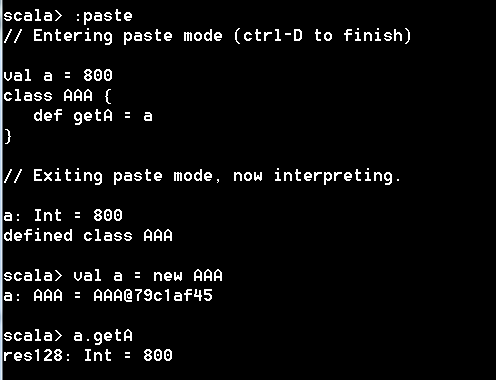 scala> :paste
// Entering paste mode (ctrl-D to finish)
val a = 800
class AAA {
def getA = a
}
// Exiting paste mode, now interpreting.
a: Int = 800
defined class AAA
scala> val a = new AAA
a: AAA = AAA@79c1af45
scala> a.getA
res128: Int = 800